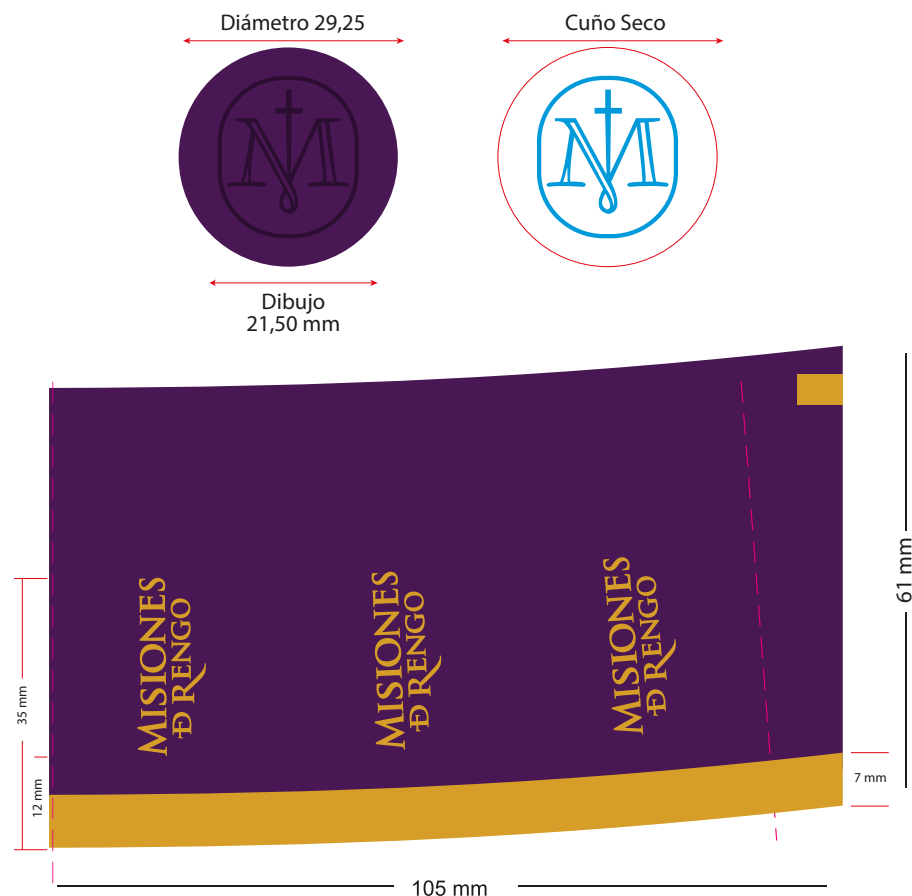 Diámetro 29,25
Cuño Seco
Dibujo
21,50 mm
MISIONES
Đ RENGO
MISIONES
Đ RENGO
MISIONES
Đ RENGO
61 mm
35 mm
12 mm
7 mm
105 mm